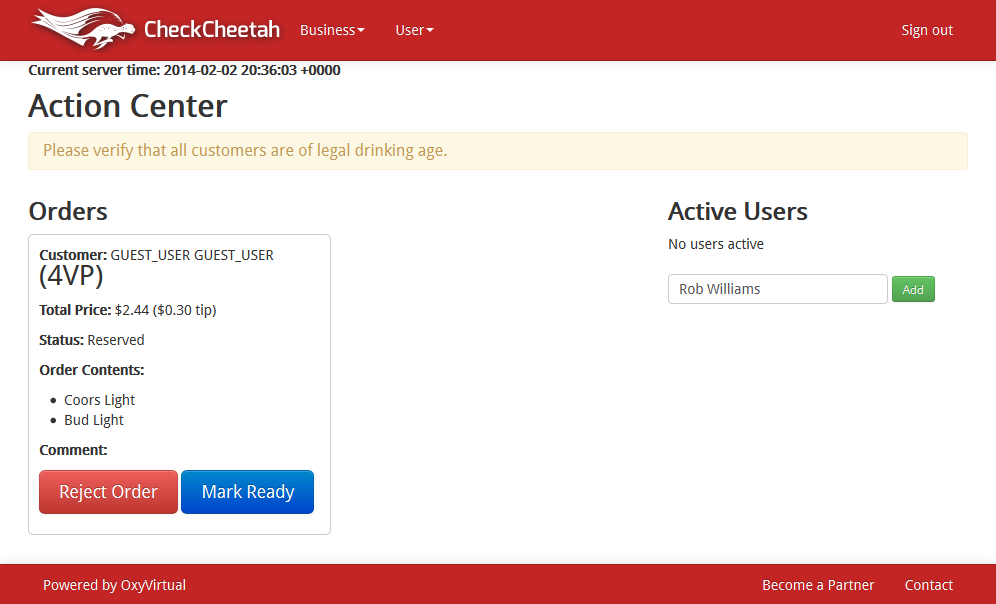 CheckCheetah Business User Sign out
Current server time: 2014-02-02 20:36:03 +0000
Action Center
Please verify that all customers are of legal drinking age.
Orders
Customer: GUEST_USER GUEST_USER
(4VP)
Total Price: $2.44 ($0.30 tip)
Status: Reserved
Order Contents:
Coors Light
Bud Light
Comment:
Reject Order Mark Ready
Active Users
No users active
Rob Williams Add
Powered by OxyVirtual Become a Partner Contact